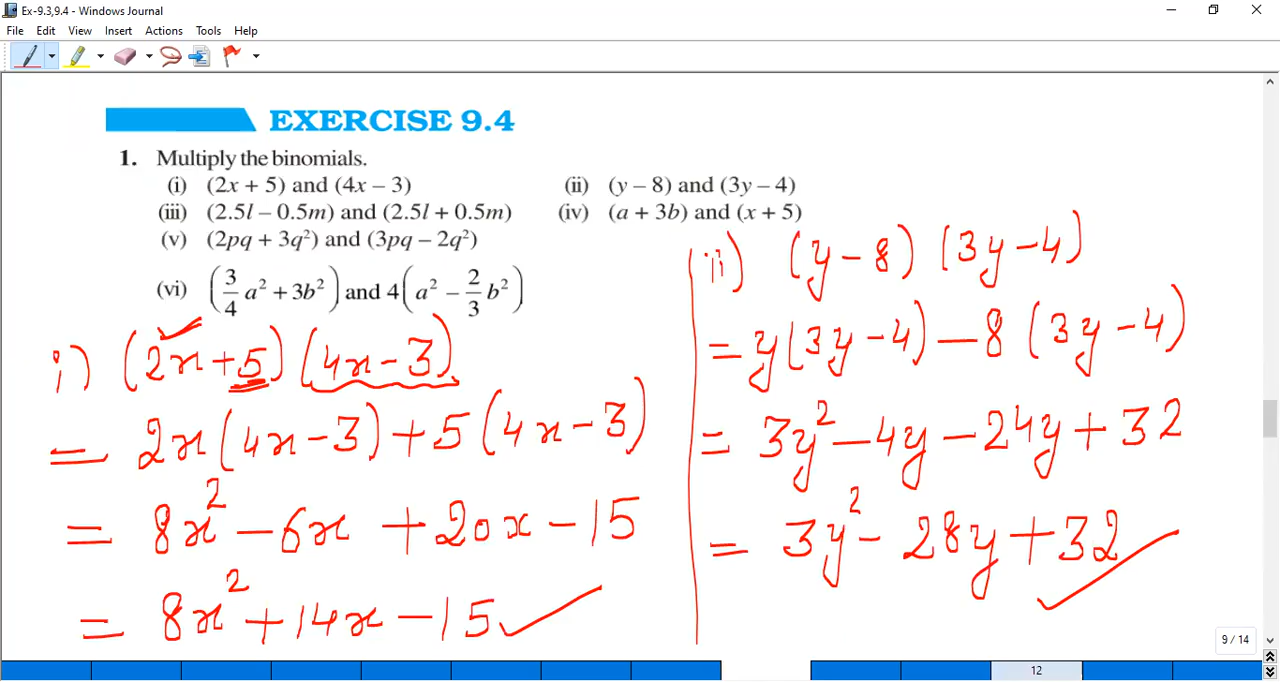 Ex-9.3,9.4 - Windows Journal
File Edit View Insert Actions Tools Help
EXERCISE 9.4
1. Multiply the binomials.
(i) (2x + 5) and (4x – 3) (ii) (y – 8) and (3y – 4)
(iii) (2.5l – 0.5m) and (2.5l + 0.5m) (iv) (a + 3b) and (x + 5)
(v) (2pq + 3q²) and (3pq – 2q²)
(vi) (3/4 a² + 3b²) and 4(a² – 2/3 b²)
i) (2x+5)(4x-3)
= 2x(4x-3)+5(4x-3)
= 8x² - 6x + 20x - 15
= 8x² + 14x - 15
ii) (y-8) (3y-4)
= y(3y-4) - 8 (3y-4)
= 3y² - 4y - 24y + 32
= 3y² - 28y + 32
9 / 14
12